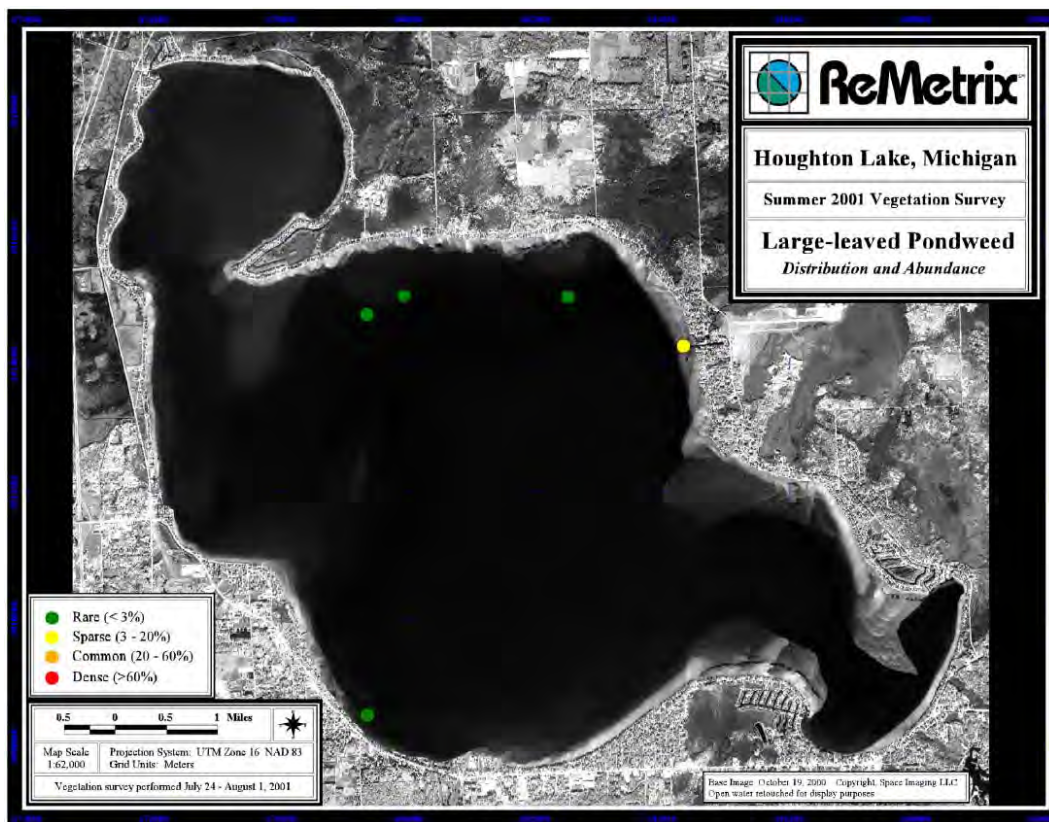 ReMetrix
Houghton Lake, Michigan
Summer 2001 Vegetation Survey
Large-leaved Pondweed
Distribution and Abundance
Rare (< 3%)
Sparse (3 - 20%)
Common (20 - 60%)
Dense (>60%)
0.5 0 0.5 1 Miles
Map Scale
1:62,000
Projection System: UTM Zone 16 NAD 83
Grid Units: Meters
Vegetation survey performed July 24 - August 1, 2001
Base Image October 19, 2000 Copyright, Space Imaging LLC
Open water retouched for display purposes